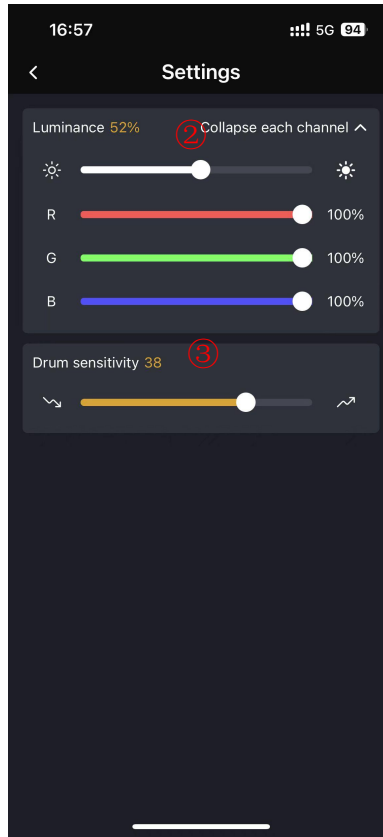 16:57 5G 94
Settings
Luminance 52% ② Collapse each channel
R 100%
G 100%
B 100%
Drum sensitivity 38 ③